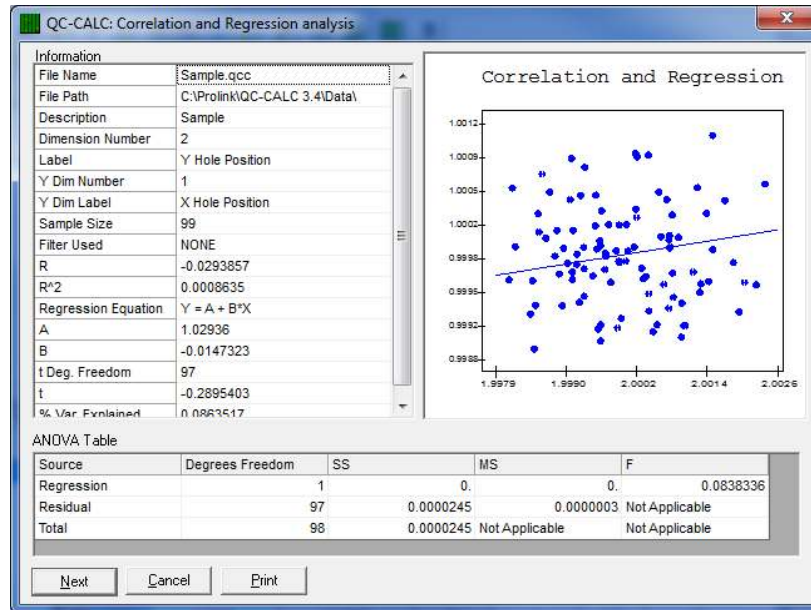 QC-CALC: Correlation and Regression analysis
Information
File Name Sample.qcc
File Path C:\Prolink\QC-CALC 3.4\Data\
Description Sample
Dimension Number 2
Label Y Hole Position
Y Dim Number 1
Y Dim Label X Hole Position
Sample Size 99
Filter Used NONE
R -0.0293857
R^2 0.0008635
Regression Equation Y = A + B*X
A 1.02936
B -0.0147323
t Deg. Freedom 97
t -0.2895403
% Var. Explained 0.0863517
Correlation and Regression
1.0012
1.0009
1.0005
1.0002
0.9998
0.9995
0.9992
0.9988
1.9979 1.9990 2.0002 2.0014 2.0026
ANOVA Table
Source Degrees Freedom SS MS F
Regression 1 0. 0. 0.0838336
Residual 97 0.0000245 0.0000003 Not Applicable
Total 98 0.0000245 Not Applicable Not Applicable
Next Cancel Print